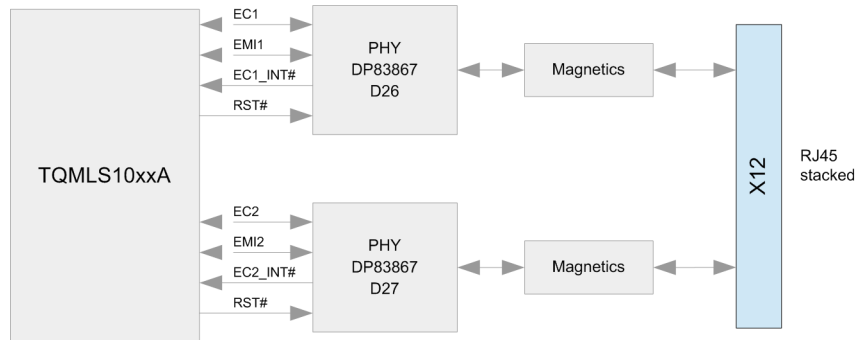 TQMLS10xxA
EC1
EMI1
EC1_INT#
RST#
PHY
DP83867
D26
Magnetics
EC2
EMI2
EC2_INT#
RST#
PHY
DP83867
D27
Magnetics
X12
RJ45
stacked